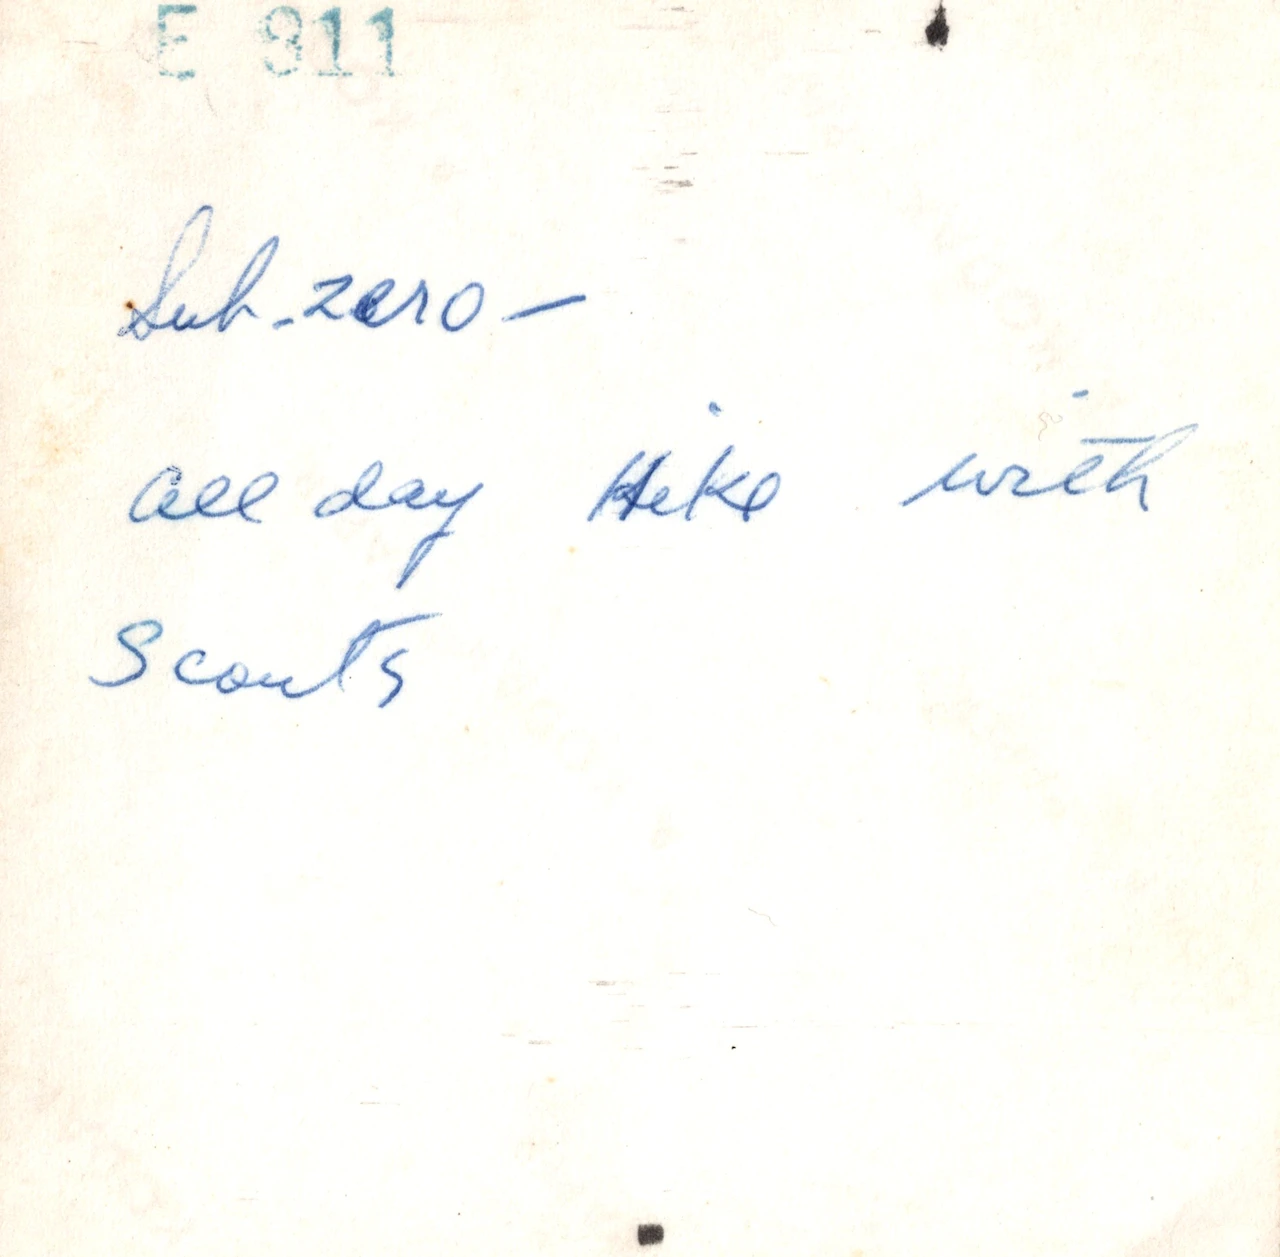 E 911
Sub-zero—
all day Hike with
Scouts